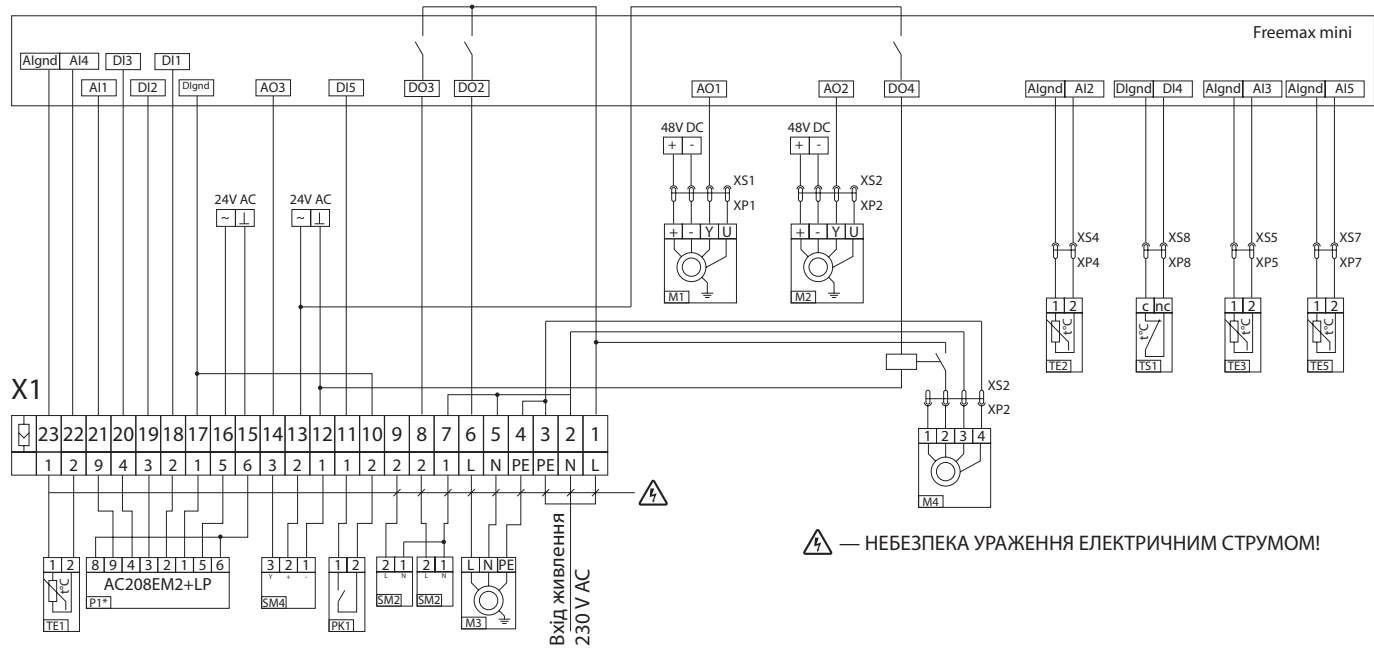 Freemax mini
AIgnd AI4 DI3 DI1
AI1 DI2 DIgnd AO3 DI5 DO3 DO2 AO1 AO2 DO4 AIgnd AI2 DIgnd DI4 AIgnd AI3 AIgnd AI5
48V DC 48V DC
+ - + -
XS1 XS2
XP1 XP2
24V AC 24V AC
~ ⊥ ~ ⊥
+ - Y U + - Y U
M1 M2
XS4 XS8 XS5 XS7
XP4 XP8 XP5 XP7
1 2 c nc 1 2 1 2
t°C t°C t°C t°C
TE2 TS1 TE3 TE5
X1
XS2
XP2
23 22 21 20 19 18 17 16 15 14 13 12 11 10 9 8 7 6 5 4 3 2 1
1 2 9 4 3 2 1 5 6 3 2 1 1 2 2 2 1 L N PE PE N L
1 2 3 4
M4
— НЕБЕЗПЕКА УРАЖЕННЯ ЕЛЕКТРИЧНИМ СТРУМОМ!
1 2 8 9 4 3 2 1 5 6 3 2 1 1 2 2 1 2 1 L N PE
Y + - L N L N
t°C AC208EM2+LP
TE1 P1* SM4 PK1 SM2 SM2 M3
Вхід живлення
230 V AC